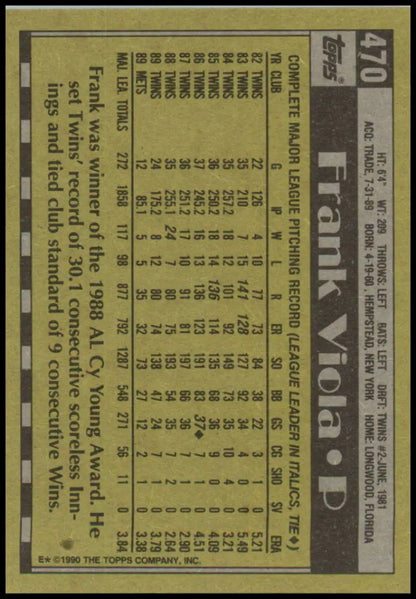 470
Topps®
Frank Viola • P
HT: 6'4" WT: 209 THROWS: LEFT BATS: LEFT DRFT: TWINS #2-JUNE, 1981
ACQ: TRADE, 7-31-89 BORN: 4-19-60, HEMPSTEAD, NEW YORK HOME: LONGWOOD, FLORIDA
COMPLETE MAJOR LEAGUE PITCHING RECORD (LEAGUE LEADER IN ITALICS, TIE♦)
YR CLUB G IP W L R ER SO BB GS CG SHO SV ERA
82 TWINS 22 126 4 10 77 73 84 38 22 3 1 0 5.21
83 TWINS 35 210 7 15 141 128 127 92 34 4 0 0 5.49
84 TWINS 35 257.2 18 12 101 92 149 73 35 10 4 0 3.21
85 TWINS 36 250.2 18 14 136 114 135 68 36 9 0 0 4.09
86 TWINS 37 245.2 16 13 136 123 191 83 37♦ 7 1 0 4.51
87 TWINS 36 251.2 17 10 91 81 197 66 36 7 1 0 2.90
88 TWINS 35 255.1 24 7 80 75 193 54 35 7 2 0 2.64
89 TWINS 24 175.2 8 12 80 74 138 47 24 7 1 0 3.79
89 METS 12 85.1 5 5 35 32 73 27 12 2 1 0 3.38
MAJ. LEA. TOTALS 272 1858 117 98 877 792 1287 548 271 56 11 0 3.84
Frank was winner of the 1988 AL Cy Young Award. He
set Twins' record of 30.1 consecutive scoreless Inn-
ings and tied club standard of 9 consecutive Wins.
E* ©1990 THE TOPPS COMPANY, INC.